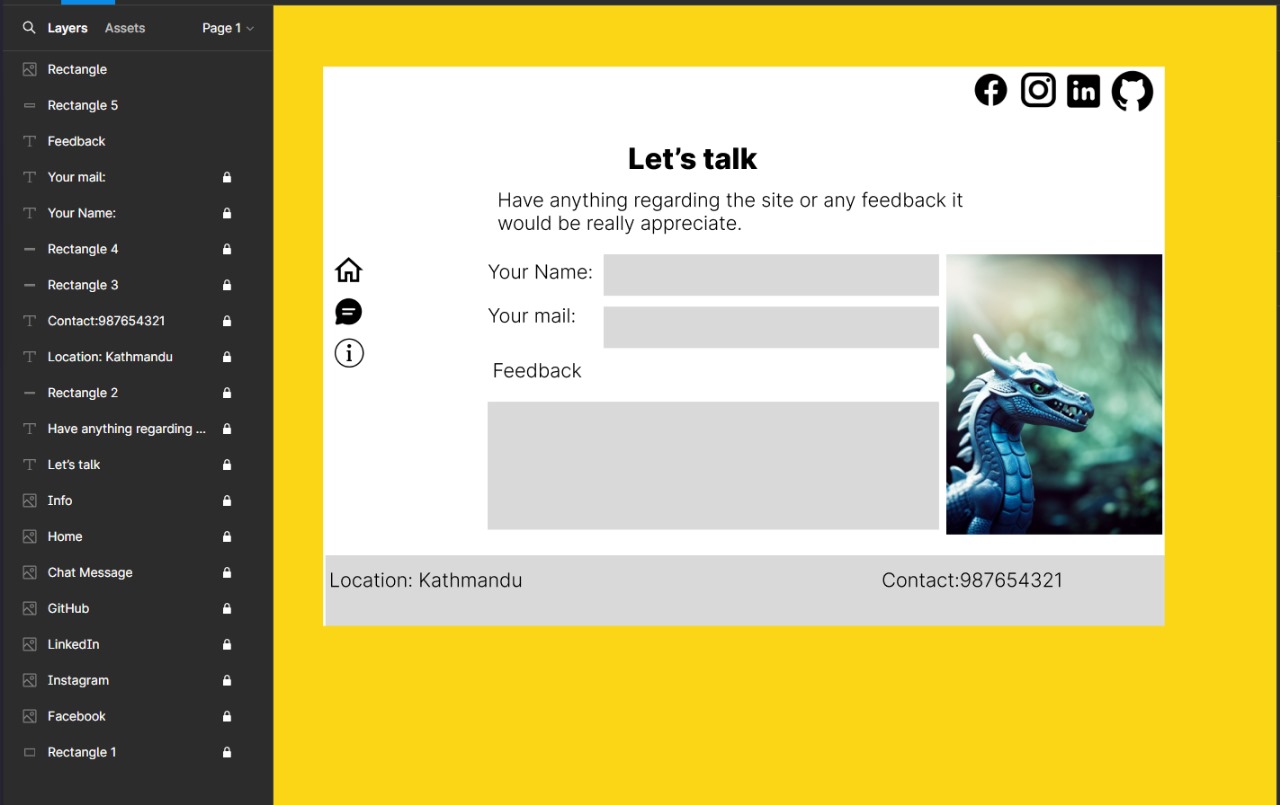 Layers Assets Page 1
Rectangle
Rectangle 5
Feedback
Your mail:
Your Name:
Rectangle 4
Rectangle 3
Contact:987654321
Location: Kathmandu
Rectangle 2
Have anything regarding ...
Let's talk
Info
Home
Chat Message
GitHub
LinkedIn
Instagram
Facebook
Rectangle 1
in
Let's talk
Have anything regarding the site or any feedback it
would be really appreciate.
Your Name:
Your mail:
Feedback
Location: Kathmandu
Contact:987654321